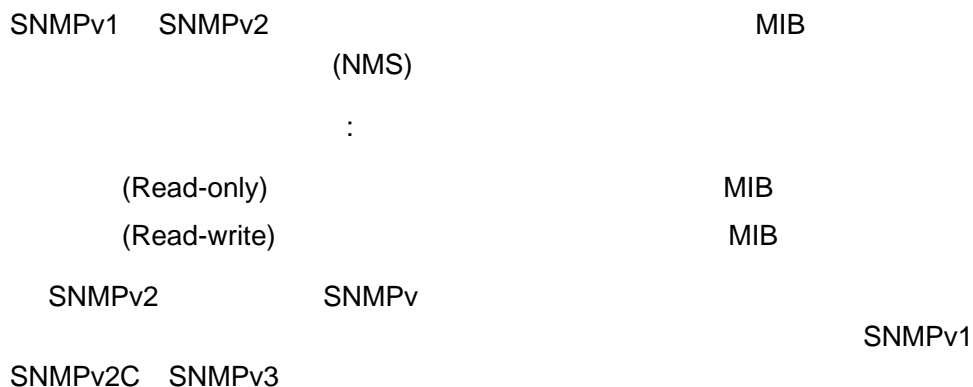 SNMPv1 SNMPv2 MIB
(NMS)
:
(Read-only) MIB
(Read-write) MIB
SNMPv2 SNMPv
SNMPv1
SNMPv2C SNMPv3